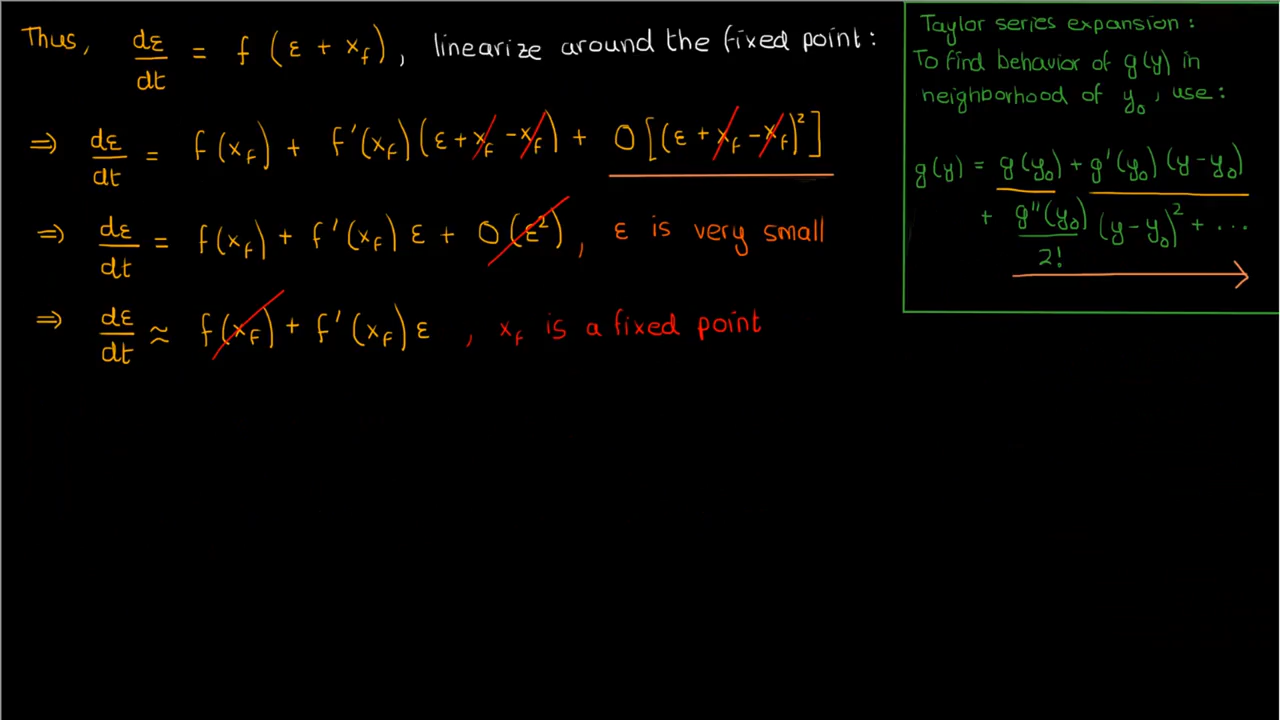 Thus, dε/dt = f (ε + x_f), linearize around the fixed point:
⇒ dε/dt = f(x_f) + f'(x_f)(ε + x_f - x_f) + O[(ε + x_f - x_f)²]
⇒ dε/dt = f(x_f) + f'(x_f) ε + O(ε²), ε is very small
⇒ dε/dt ≈ f(x_f) + f'(x_f) ε , x_f is a fixed point
Taylor series expansion:
To find behavior of g(y) in
neighborhood of y₀, use:
g(y) = g(y₀) + g'(y₀)(y-y₀)
+ g''(y₀)/2! (y-y₀)² + ...